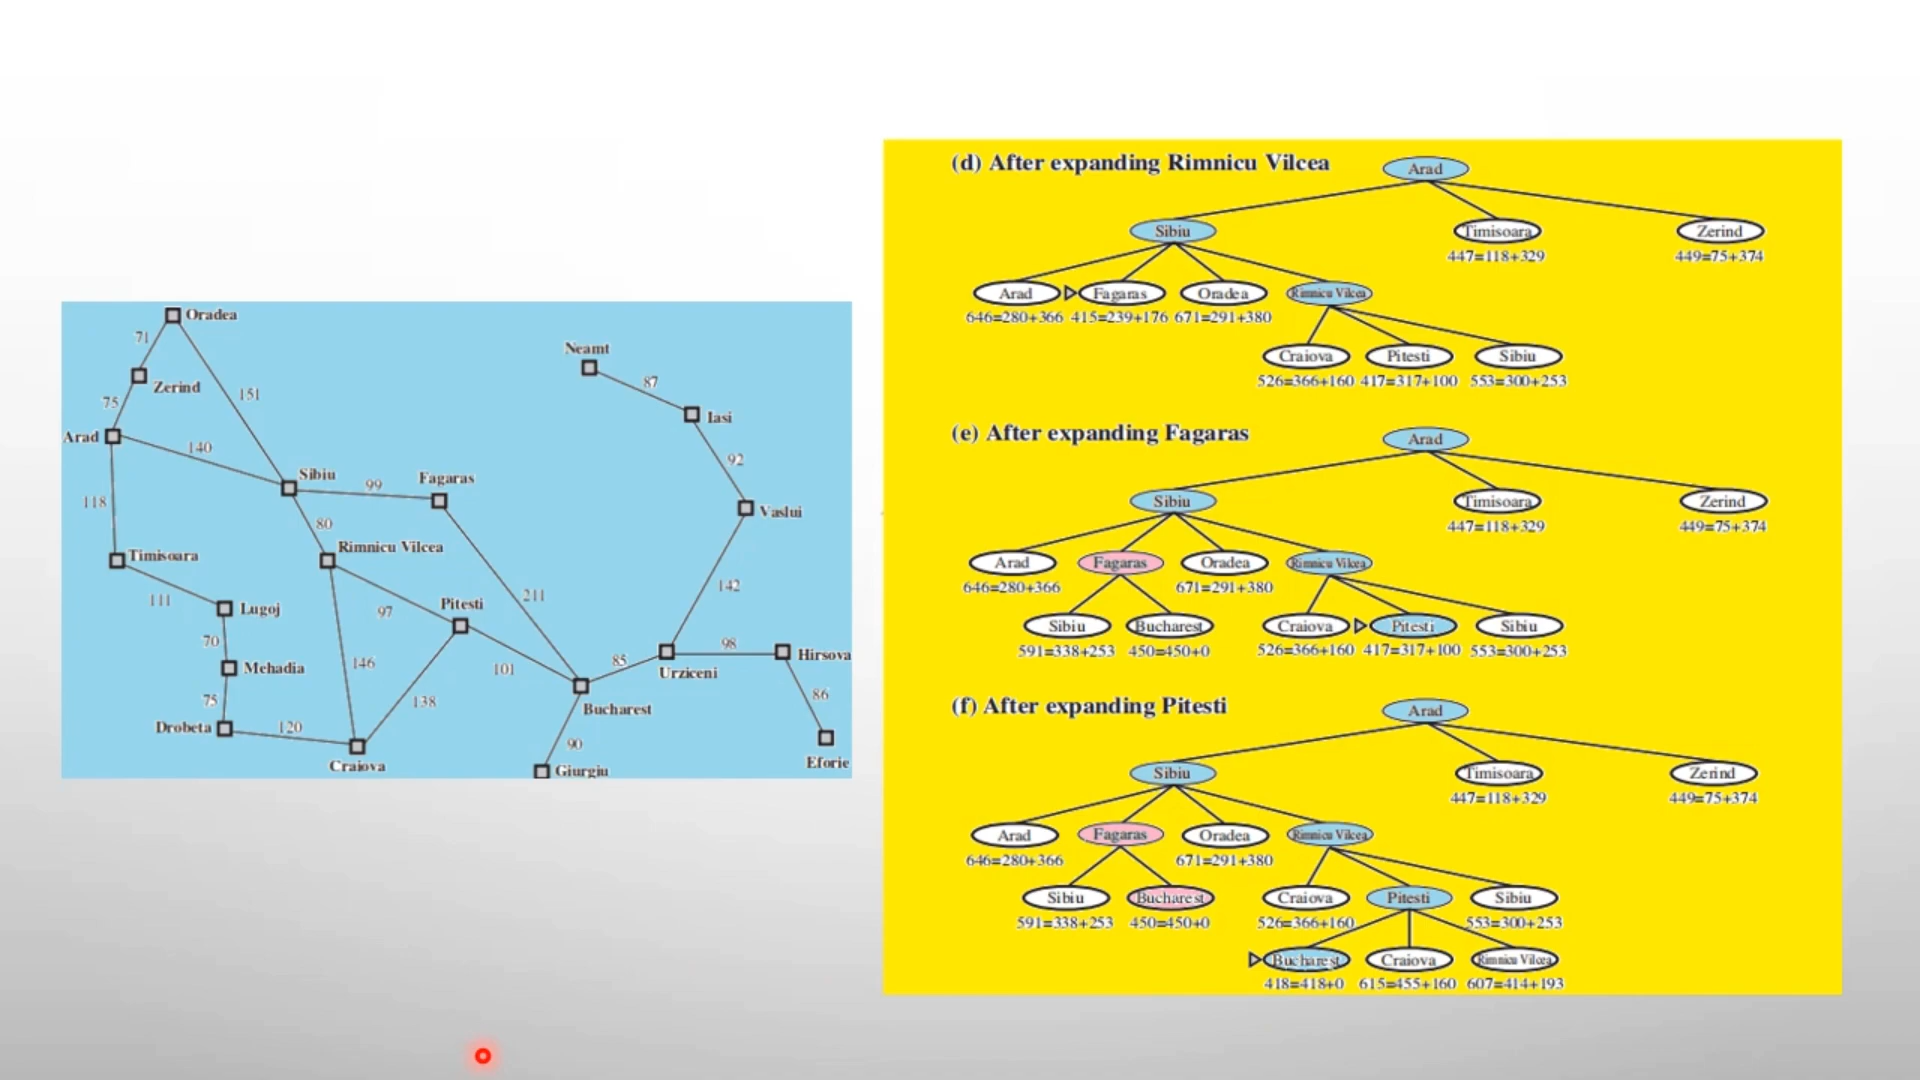 Oradea
71
Neamt
Zerind
87
151
75
Iasi
Arad
140
92
Sibiu
99
Fagaras
118
Vaslui
80
Timisoara
Rimnicu Vilcea
142
111
211
Lugoj
97
Pitesti
70
98
Hirsova
146
101
85
Mehadia
Urziceni
75
138
86
Bucharest
Drobeta
120
90
Craiova
Eforie
Giurgiu
(d) After expanding Rimnicu Vilcea
Arad
Sibiu Timisoara Zerind
447=118+329 449=75+374
Arad Fagaras Oradea Rimnicu Vilcea
646=280+366 415=239+176 671=291+380
Craiova Pitesti Sibiu
526=366+160 417=317+100 553=300+253
(e) After expanding Fagaras
Arad
Sibiu Timisoara Zerind
447=118+329 449=75+374
Arad Fagaras Oradea Rimnicu Vilcea
646=280+366 671=291+380
Sibiu Bucharest Craiova Pitesti Sibiu
591=338+253 450=450+0 526=366+160 417=317+100 553=300+253
(f) After expanding Pitesti
Arad
Sibiu Timisoara Zerind
447=118+329 449=75+374
Arad Fagaras Oradea Rimnicu Vilcea
646=280+366 671=291+380
Sibiu Bucharest Craiova Pitesti Sibiu
591=338+253 450=450+0 526=366+160 553=300+253
Bucharest Craiova Rimnicu Vilcea
418=418+0 615=455+160 607=414+193